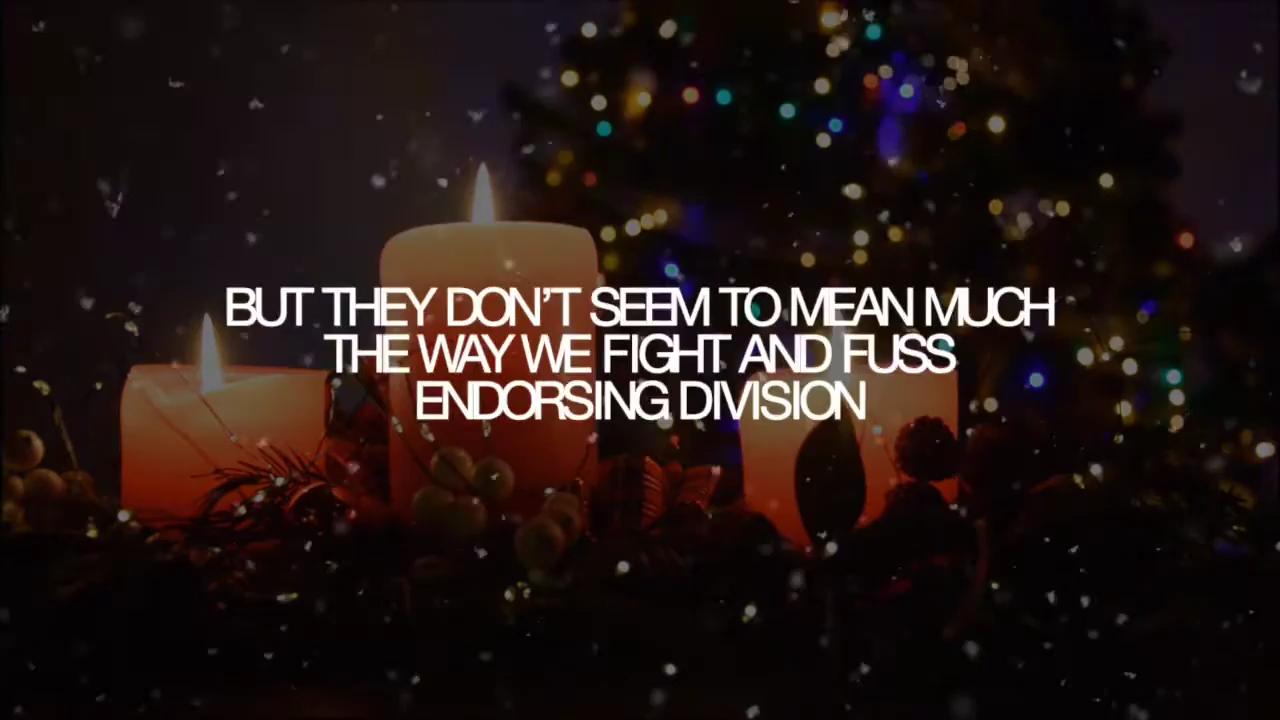 BUT THEY DON'T SEEM TO MEAN MUCH
THE WAY WE FIGHT AND FUSS
ENDORSING DIVISION